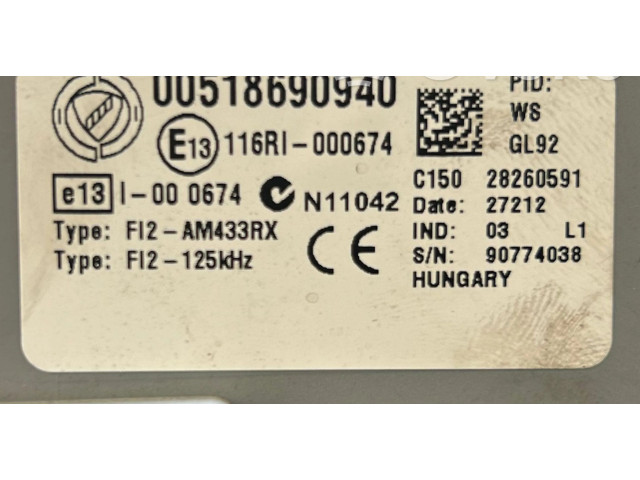 00518690940
PID:
WS
GL92
E13 116RI-000674
e13 I-00 0674
N11042
C150 28260591
Date: 27212
Type: FI2-AM433RX
CE
IND: 03 L1
Type: FI2-125kHz
S/N: 90774038
HUNGARY